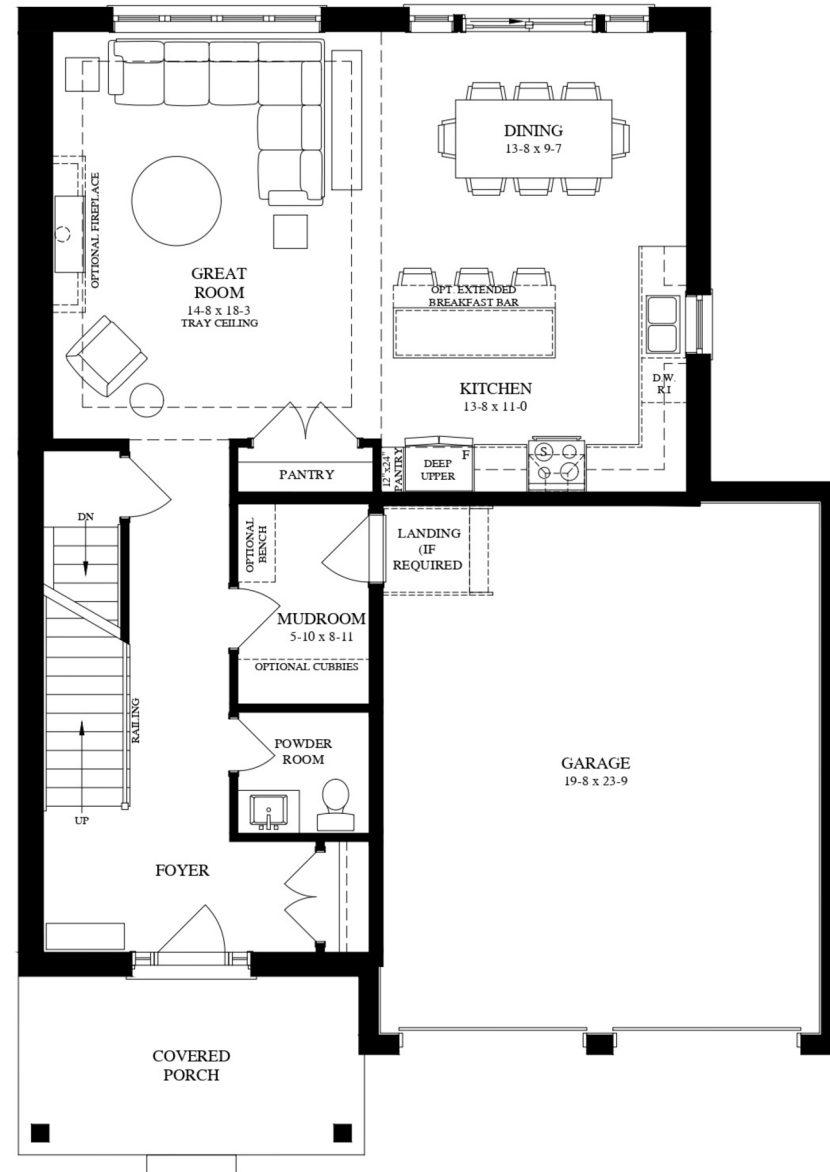 DINING
13-8 x 9-7
OPTIONAL FIREPLACE
GREAT
ROOM
14-8 x 18-3
TRAY CEILING
OPT. EXTENDED
BREAKFAST BAR
KITCHEN
13-8 x 11-0
D.W.
R.I
PANTRY
12"x24"
PANTRY
DEEP
UPPER
F
S
DN
OPTIONAL
BENCH
LANDING
(IF
REQUIRED
MUDROOM
5-10 x 8-11
OPTIONAL CUBBIES
RAILING
UP
POWDER
ROOM
GARAGE
19-8 x 23-9
FOYER
COVERED
PORCH